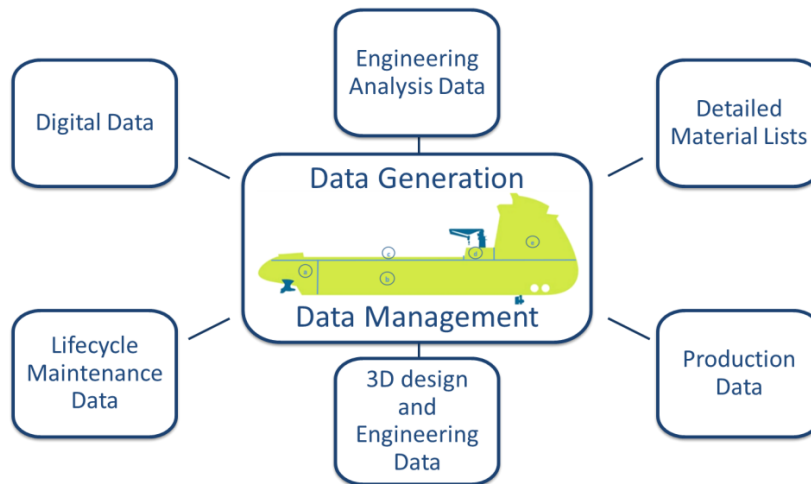 Engineering
Analysis Data
Digital Data
Detailed
Material Lists
Data Generation
c
d
e
a
b
Data Management
Lifecycle
Maintenance
Data
3D design
and
Engineering
Data
Production
Data